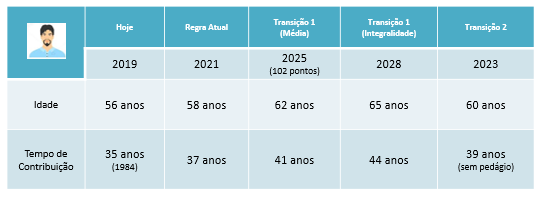 Hoje
Regra Atual
Transição 1
(Média)
Transição 1
(Integralidade)
Transição 2
2019
2021
2025
(102 pontos)
2028
2023
Idade
56 anos
58 anos
62 anos
65 anos
60 anos
Tempo de
Contribuição
35 anos
(1984)
37 anos
41 anos
44 anos
39 anos
(sem pedágio)